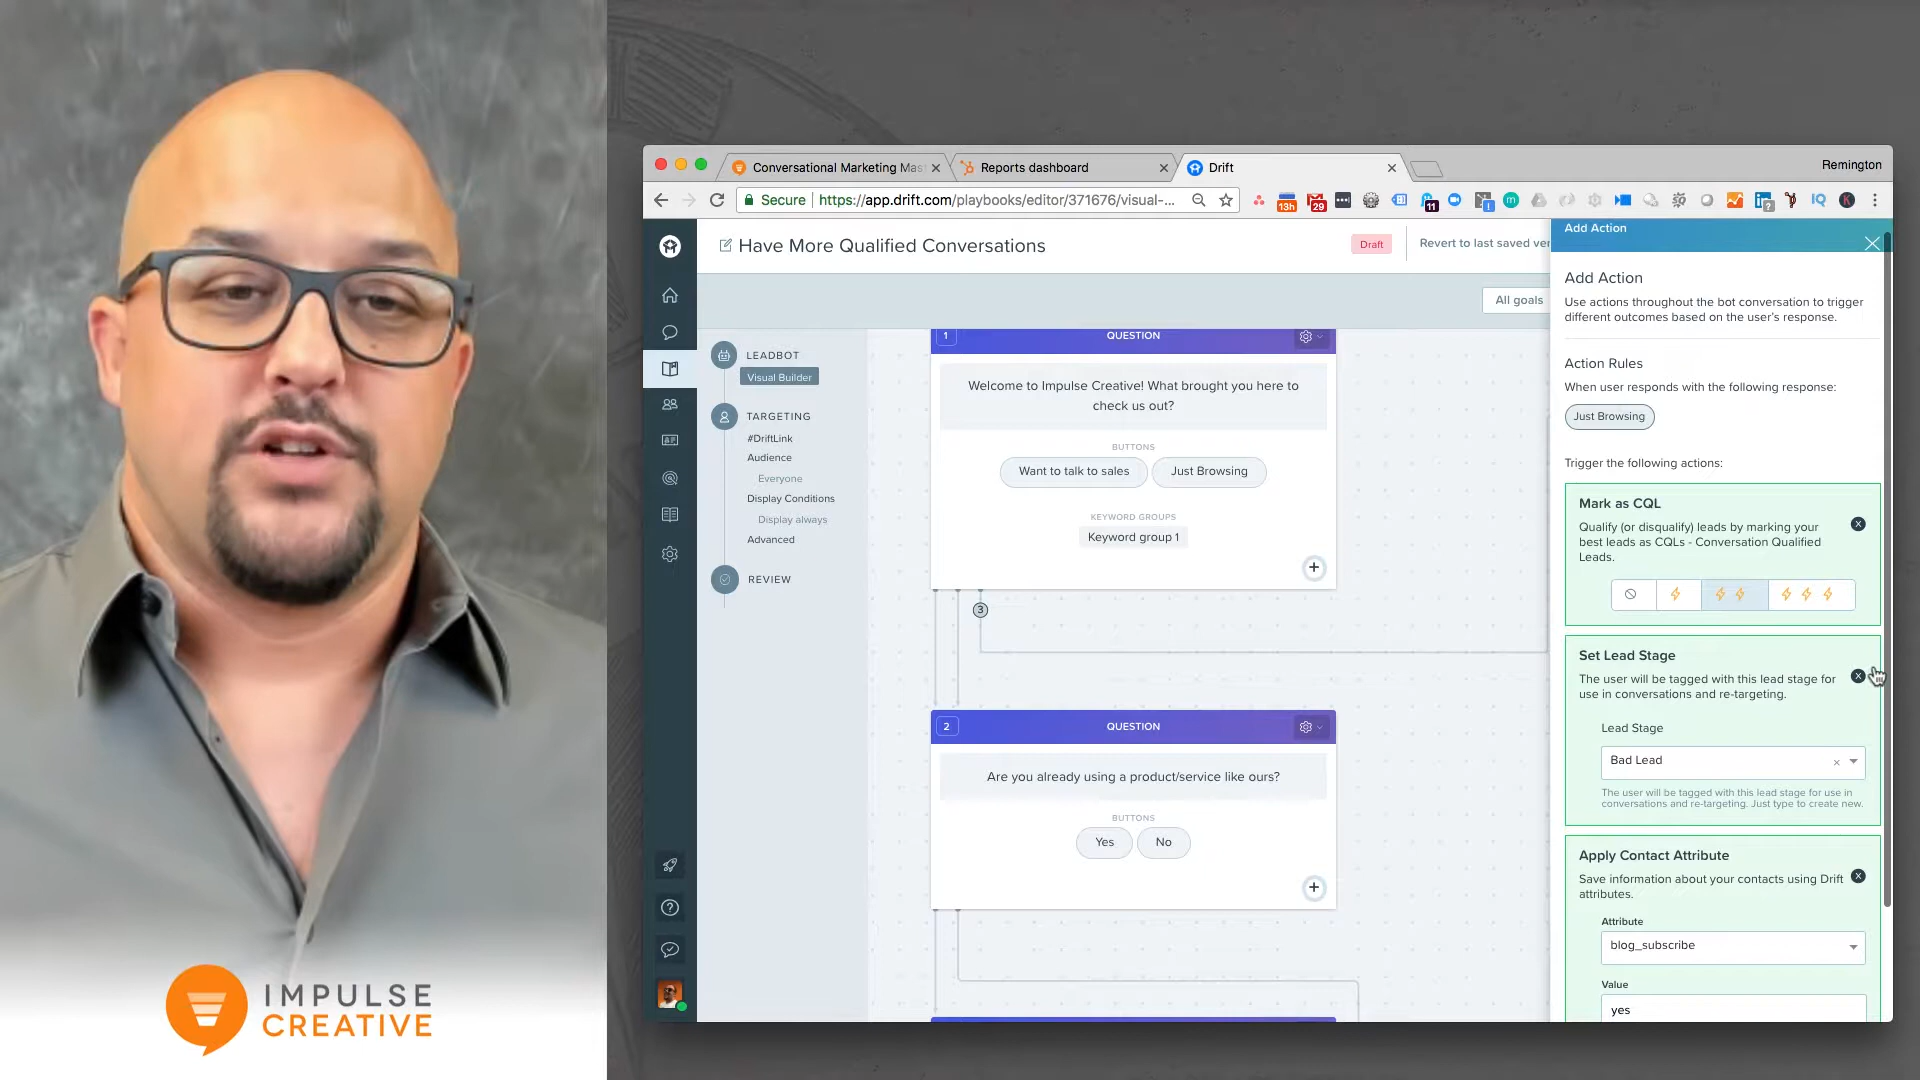 IMPULSE
CREATIVE
Conversational Marketing Mas
Reports dashboard
Drift
Remington
Secure
https://app.drift.com/playbooks/editor/371676/visual-...
13h
29
11
IQ
K
Have More Qualified Conversations
Draft
Revert to last saved ver
All goals
LEADBOT
Visual Builder
TARGETING
#DriftLink
Audience
Everyone
Display Conditions
Display always
Advanced
REVIEW
1
QUESTION
Welcome to Impulse Creative! What brought you here to
check us out?
BUTTONS
Want to talk to sales
Just Browsing
KEYWORD GROUPS
Keyword group 1
3
2
QUESTION
Are you already using a product/service like ours?
BUTTONS
Yes
No
Add Action
Add Action
Use actions throughout the bot conversation to trigger
different outcomes based on the user's response.
Action Rules
When user responds with the following response:
Just Browsing
Trigger the following actions:
Mark as CQL
Qualify (or disqualify) leads by marking your
best leads as CQLs - Conversation Qualified
Leads.
Set Lead Stage
The user will be tagged with this lead stage for
use in conversations and re-targeting.
Lead Stage
Bad Lead
The user will be tagged with this lead stage for use in
conversations and re-targeting. Just type to create new.
Apply Contact Attribute
Save information about your contacts using Drift
attributes.
Attribute
blog_subscribe
Value
yes